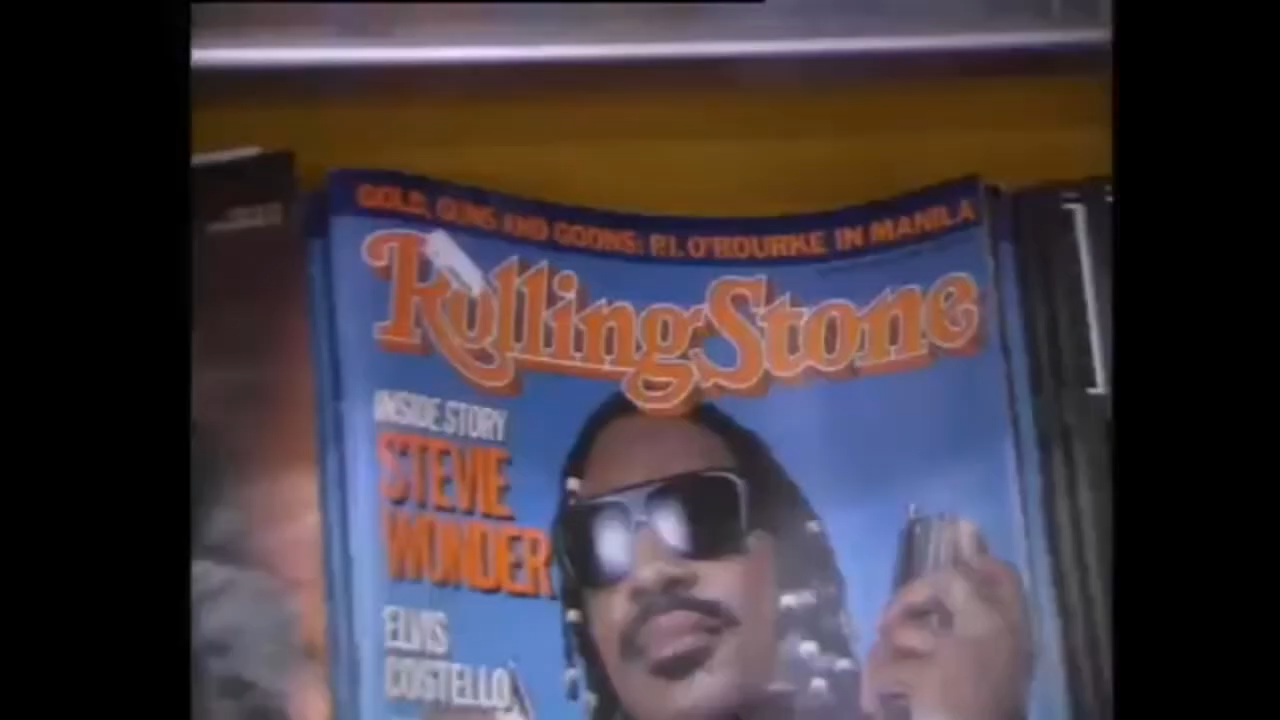 GOLD, GUNS AND GOONS: P.J. O'ROURKE IN MANILA
RollingStone
INSIDE STORY
STEVIE
WONDER
ELVIS
COSTELLO